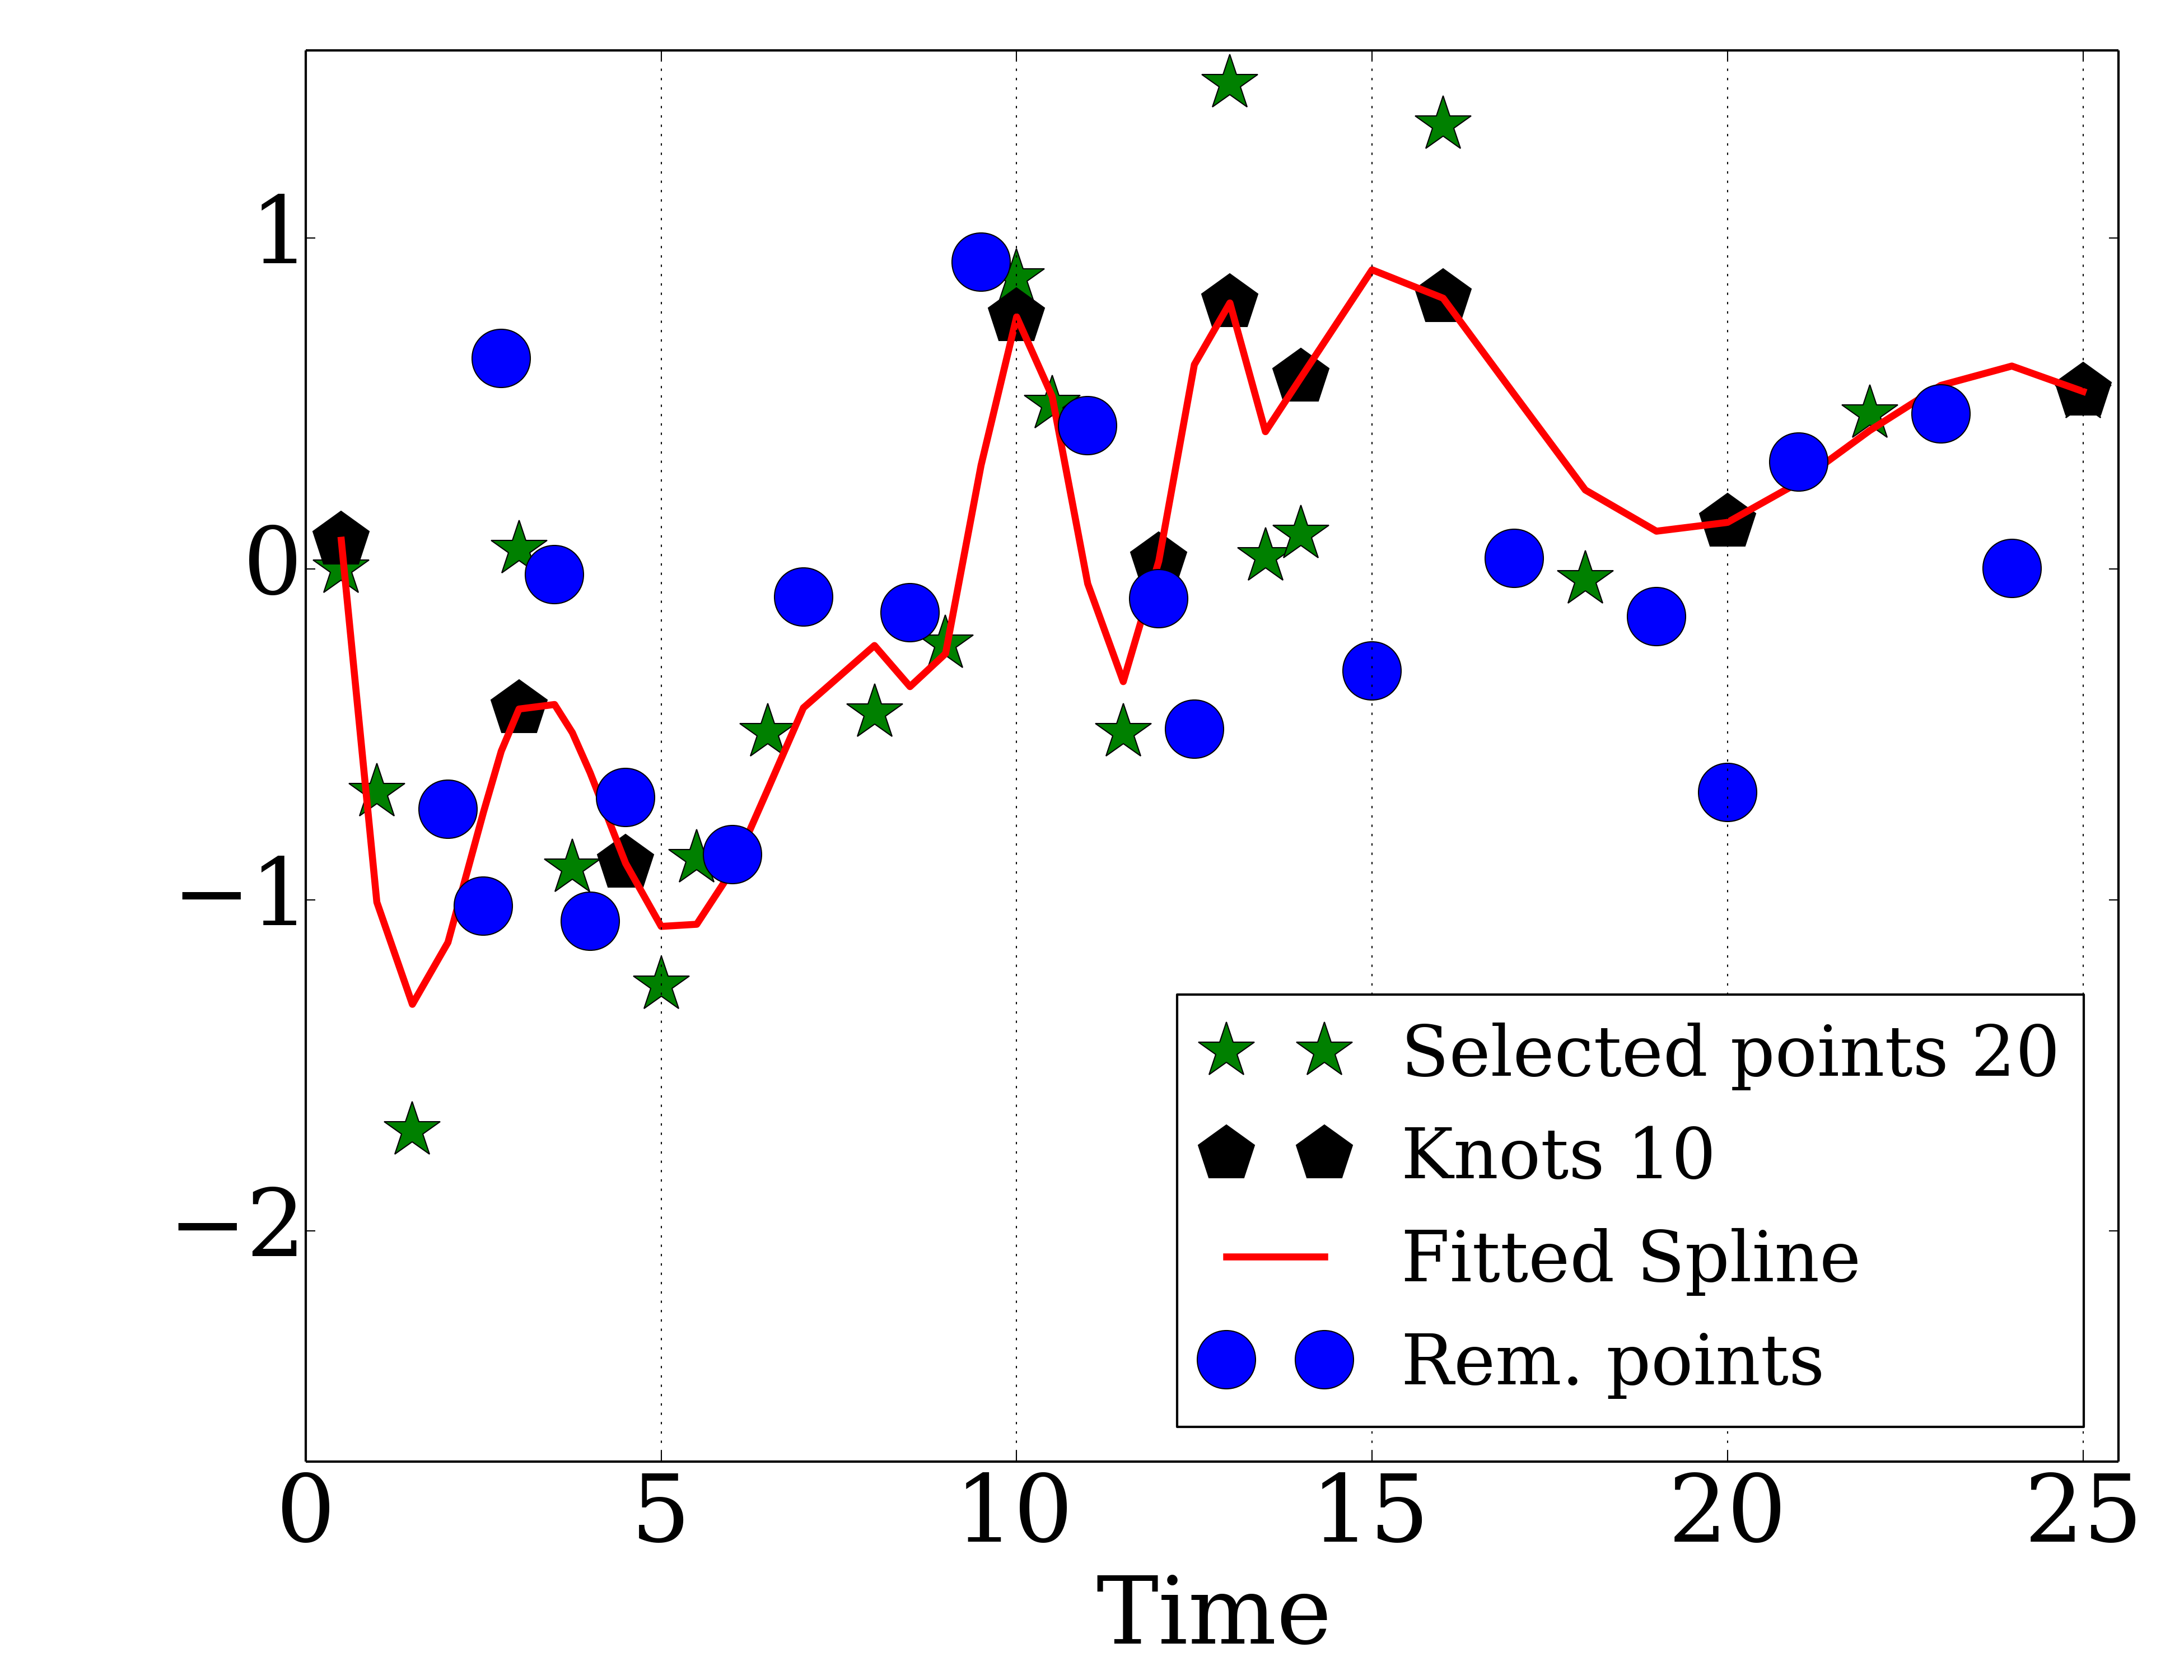 1
0
−1
−2
0 5 10 15 20 25
Time
Selected points 20
Knots 10
Fitted Spline
Rem. points